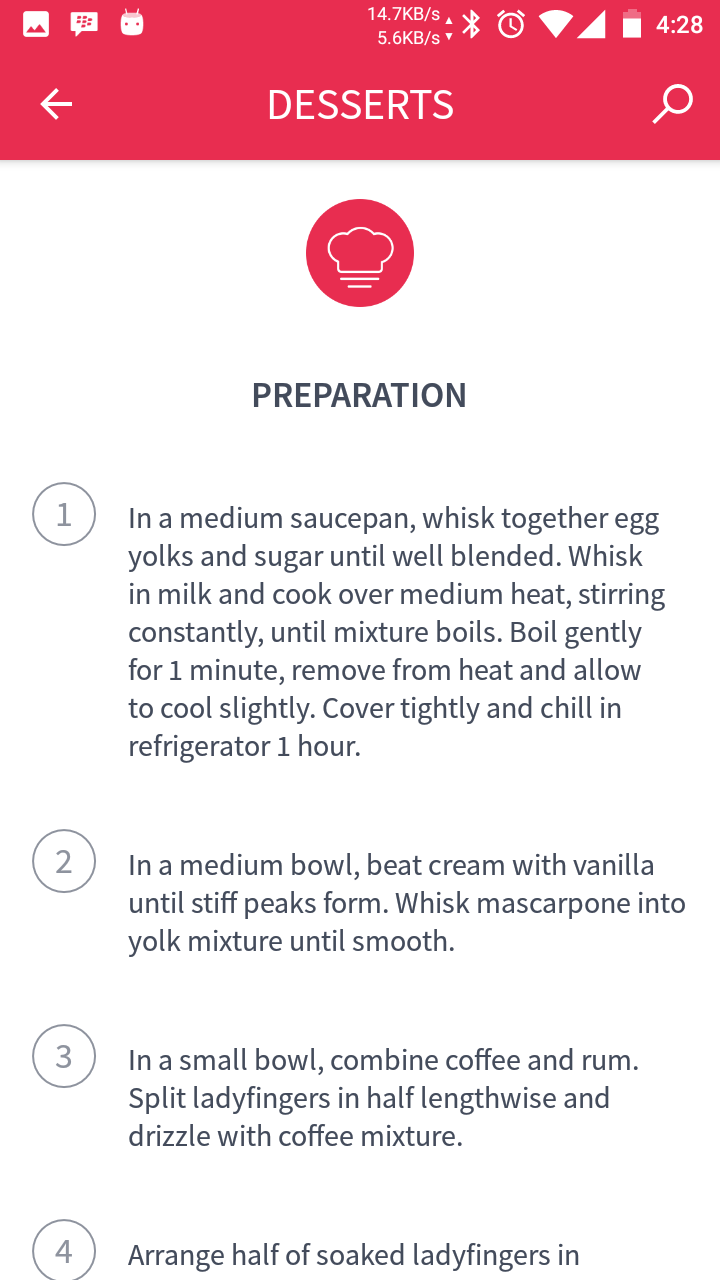 14.7KB/s
5.6KB/s
4:28
DESSERTS
PREPARATION
1
In a medium saucepan, whisk together egg
yolks and sugar until well blended. Whisk
in milk and cook over medium heat, stirring
constantly, until mixture boils. Boil gently
for 1 minute, remove from heat and allow
to cool slightly. Cover tightly and chill in
refrigerator 1 hour.
2
In a medium bowl, beat cream with vanilla
until stiff peaks form. Whisk mascarpone into
yolk mixture until smooth.
3
In a small bowl, combine coffee and rum.
Split ladyfingers in half lengthwise and
drizzle with coffee mixture.
4
Arrange half of soaked ladyfingers in